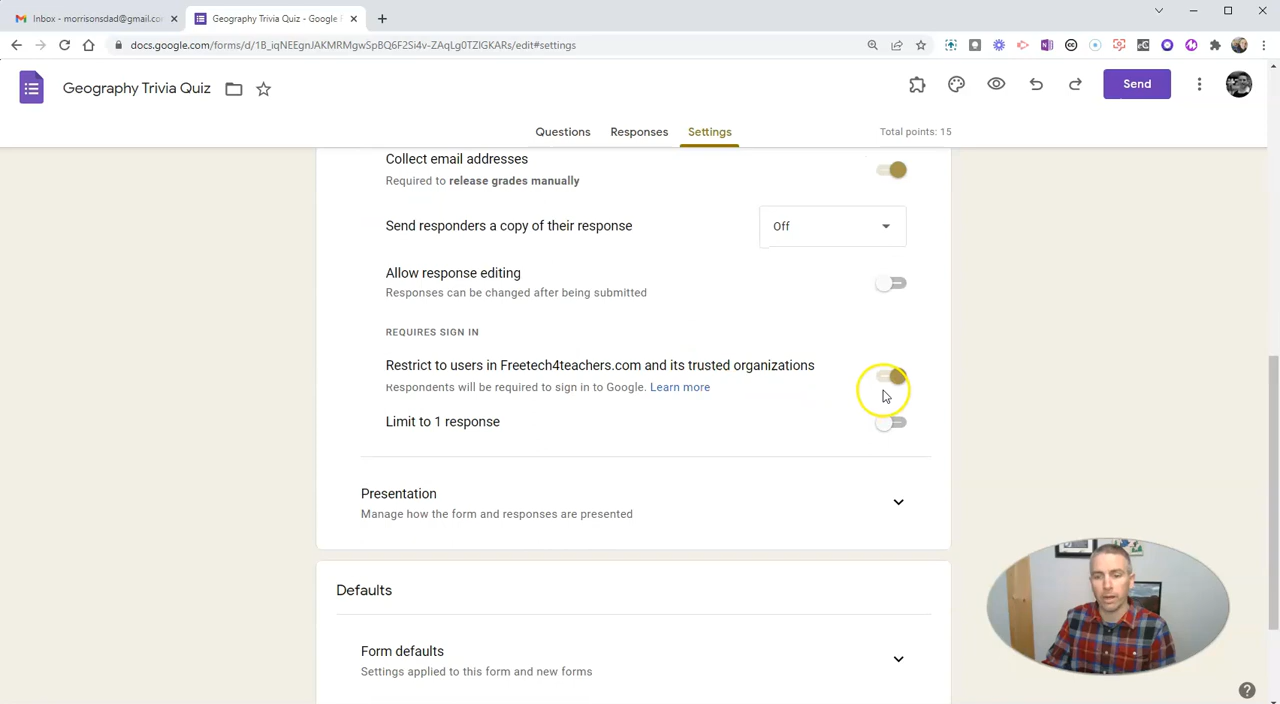 Inbox - morrisonsdad@gmail.co
Geography Trivia Quiz - Google F
docs.google.com/forms/d/1B_iqNEEgnJAKMRMgwSpBQ6F2Si4v-ZAqLg0TZIGKARs/edit#settings
Geography Trivia Quiz
Send
Questions
Responses
Settings
Total points: 15
Collect email addresses
Required to release grades manually
Send responders a copy of their response
Off
Allow response editing
Responses can be changed after being submitted
REQUIRES SIGN IN
Restrict to users in Freetech4teachers.com and its trusted organizations
Respondents will be required to sign in to Google. Learn more
Limit to 1 response
Presentation
Manage how the form and responses are presented
Defaults
Form defaults
Settings applied to this form and new forms